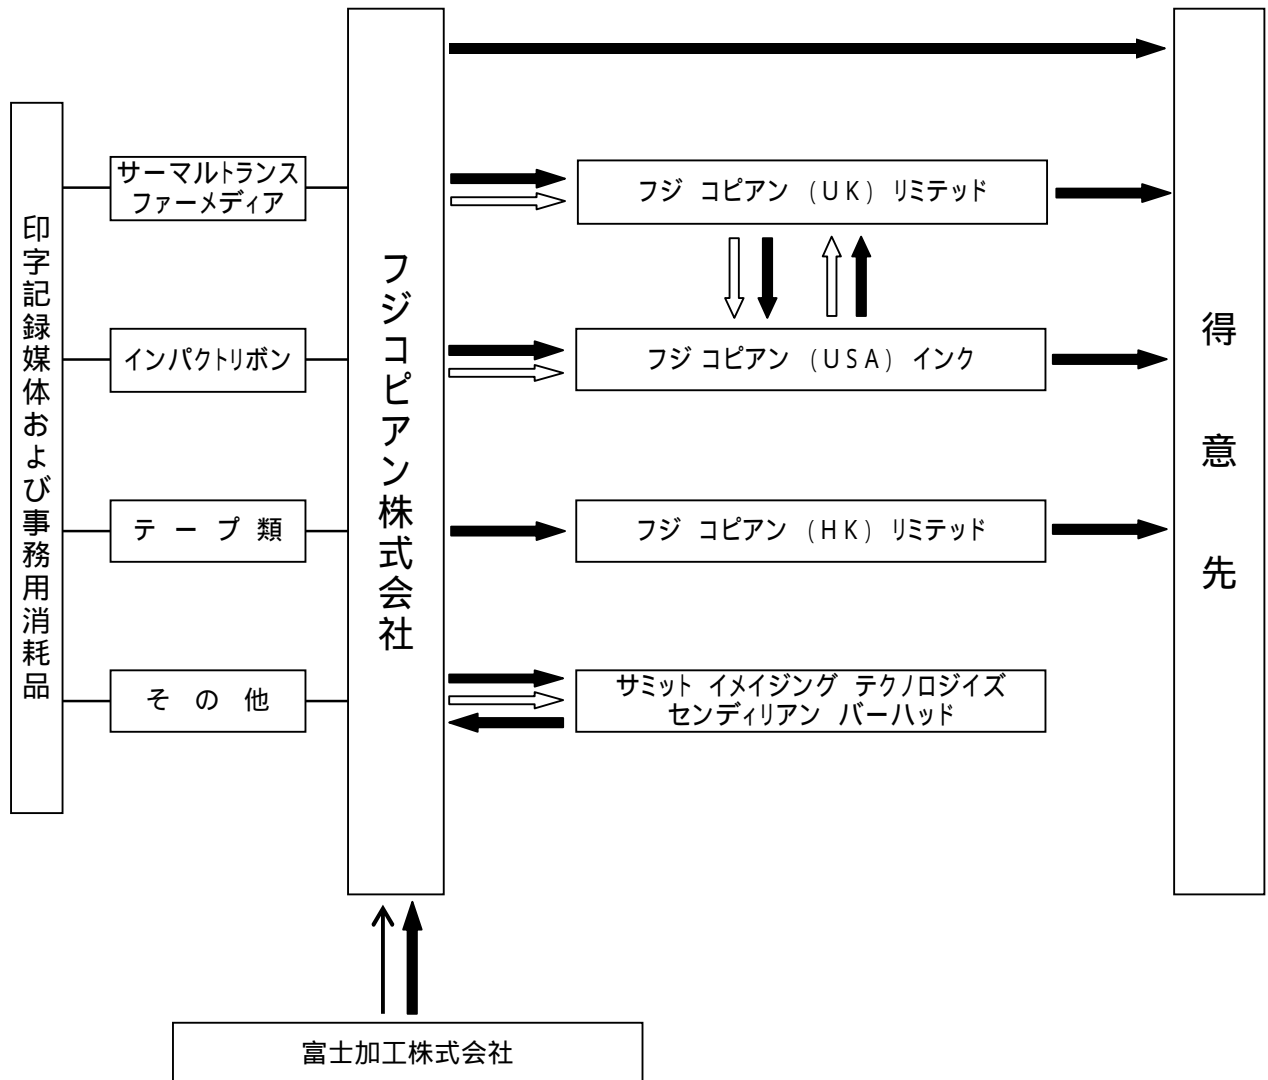 印字記録媒体および事務用消耗品
サーマルトランス
ファーメディア
インパクトリボン
テープ類
その他
フジコピアン株式会社
フジ コピアン (UK) リミテッド
フジ コピアン (USA) インク
フジ コピアン (HK) リミテッド
サミット イメイジング テクノロジイズ
センディリアン バーハッド
得意先
富士加工株式会社